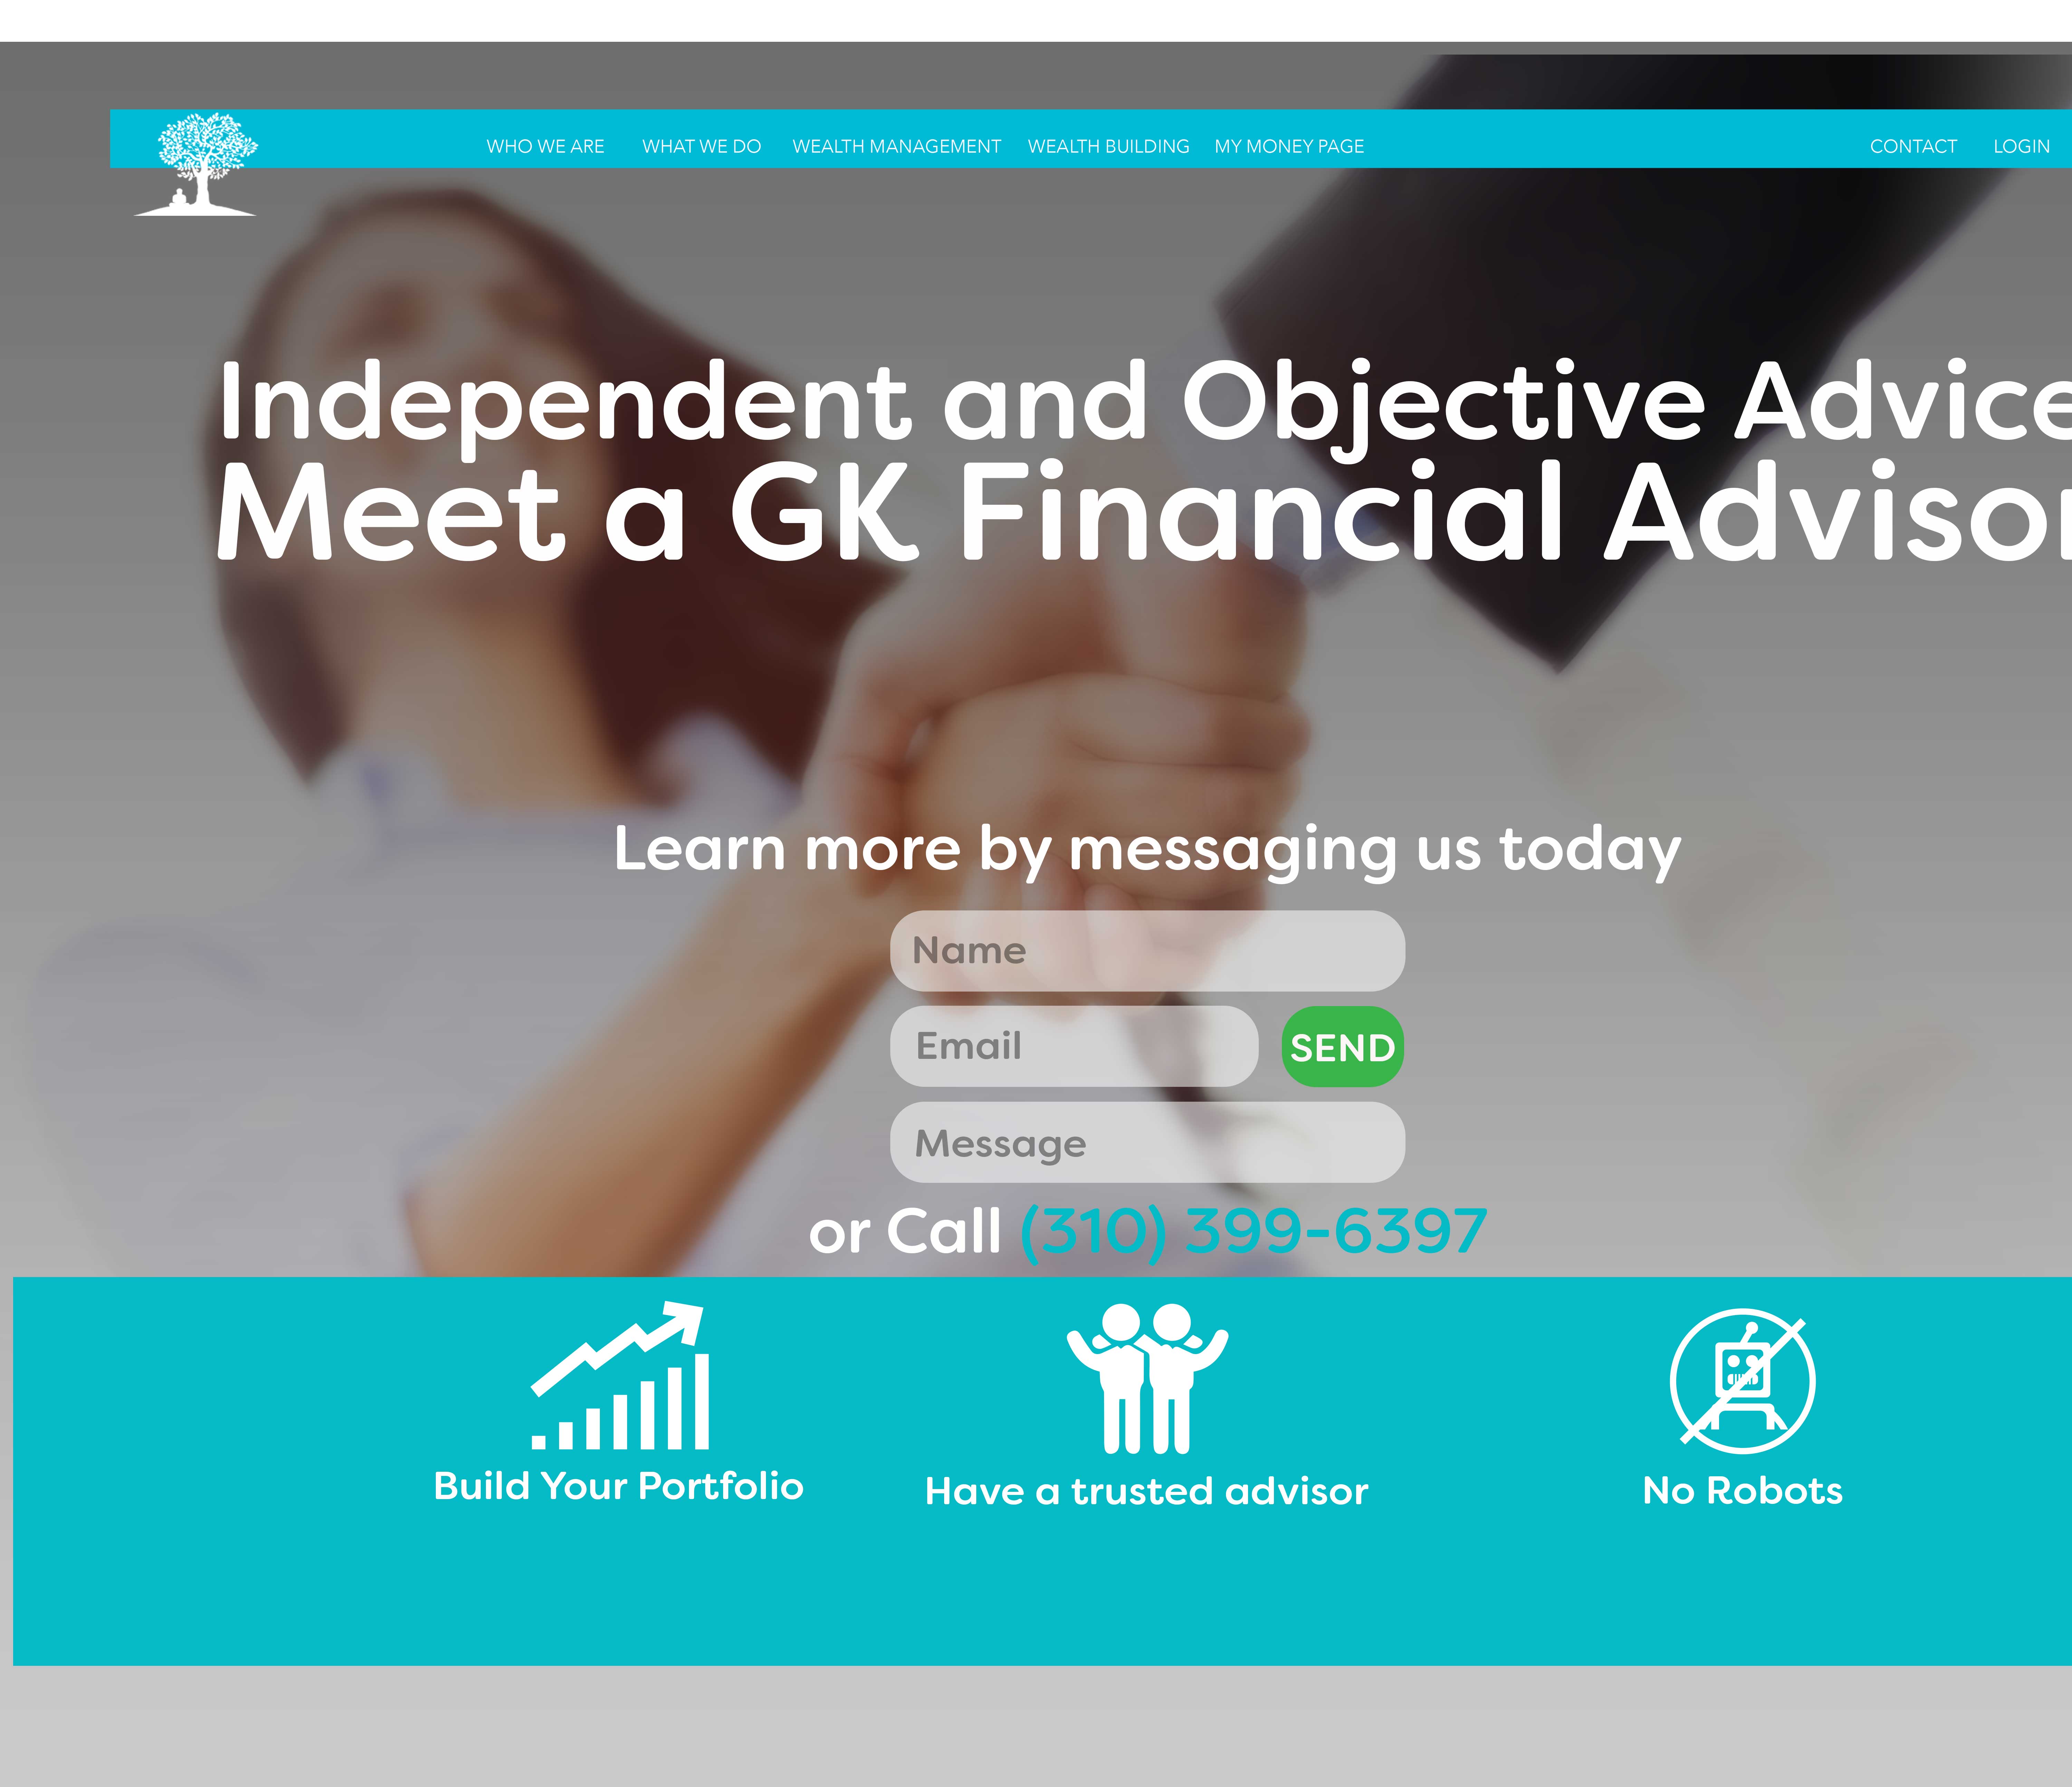 WHO WE ARE WHAT WE DO WEALTH MANAGEMENT WEALTH BUILDING MY MONEY PAGE CONTACT LOGIN
Independent and Objective Advice
Meet a GK Financial Advisor
Learn more by messaging us today
Name
Email SEND
Message
or Call (310) 399-6397
Build Your Portfolio Have a trusted advisor No Robots